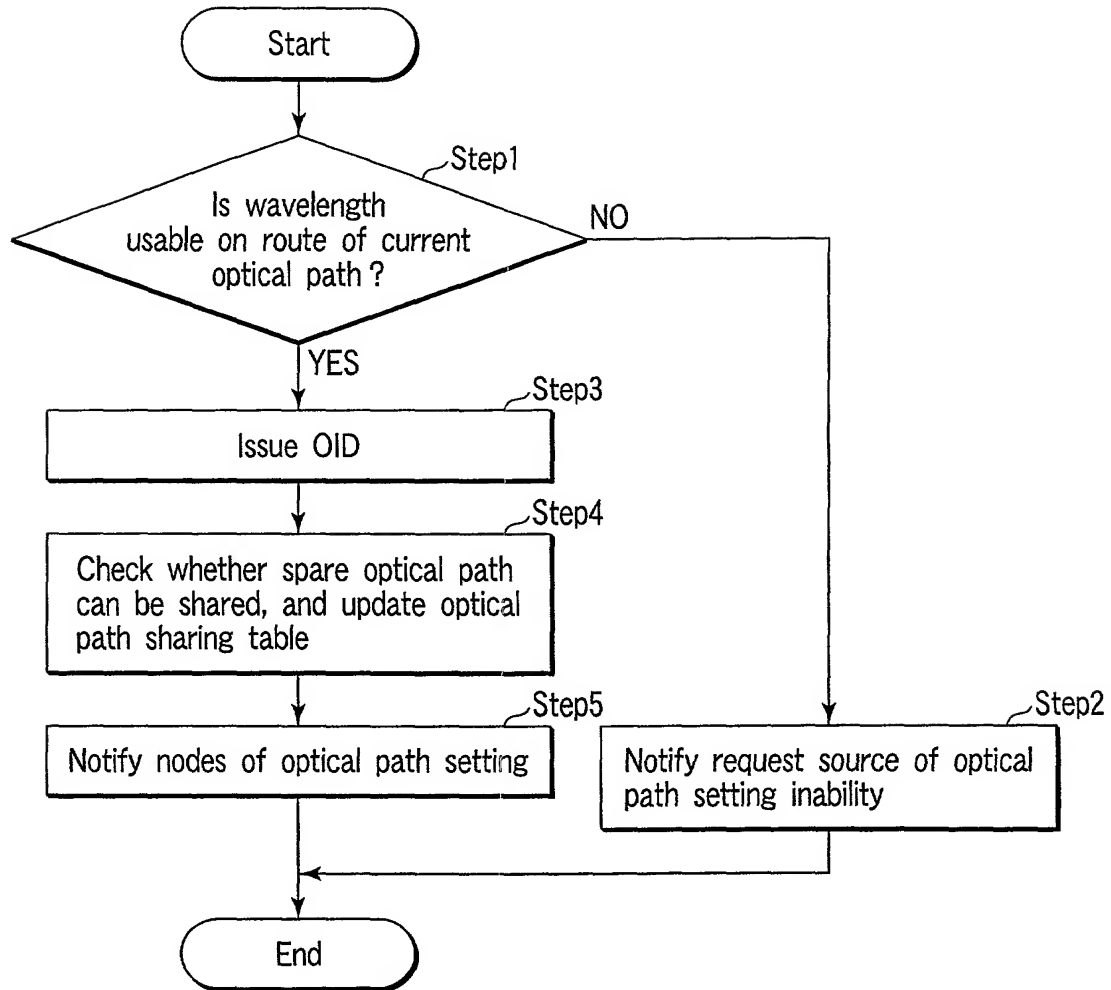 Start
Step1
Is wavelength
usable on route of current
optical path ?
NO
YES
Step3
Issue OID
Step4
Check whether spare optical path
can be shared, and update optical
path sharing table
Step5
Notify nodes of optical path setting
Step2
Notify request source of optical
path setting inability
End